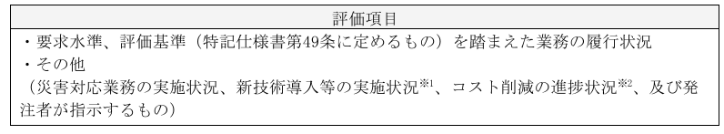 評価項目
・要求水準、評価基準（特記仕様書第49条に定めるもの）を踏まえた業務の履行状況
・その他
（災害対応業務の実施状況、新技術導入等の実施状況※1、コスト削減の進捗状況※2、及び発
注者が指示するもの）